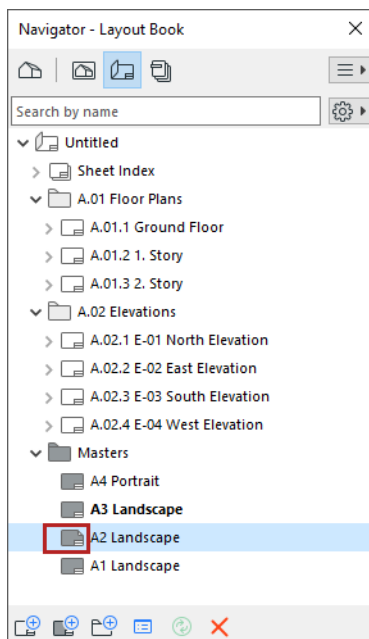 Navigator - Layout Book
Search by name
Untitled
Sheet Index
A.01 Floor Plans
A.01.1 Ground Floor
A.01.2 1. Story
A.01.3 2. Story
A.02 Elevations
A.02.1 E-01 North Elevation
A.02.2 E-02 East Elevation
A.02.3 E-03 South Elevation
A.02.4 E-04 West Elevation
Masters
A4 Portrait
A3 Landscape
A2 Landscape
A1 Landscape